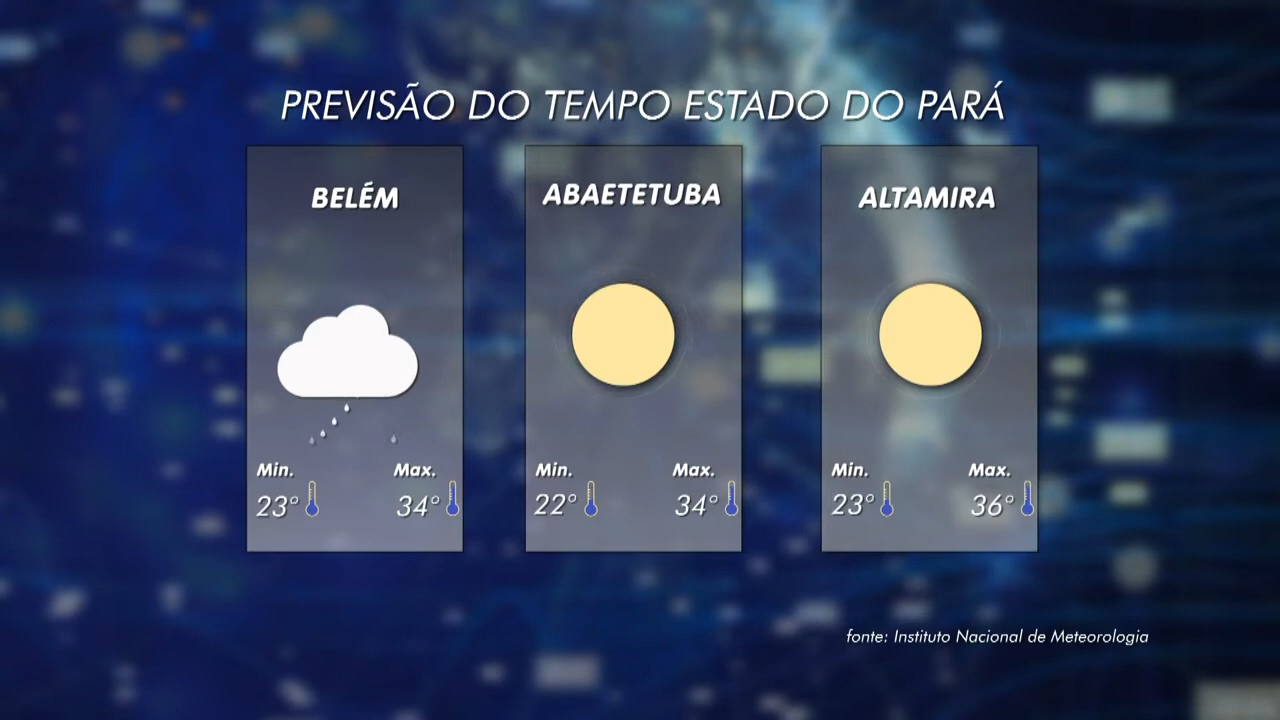 PREVISÃO DO TEMPO ESTADO DO PARÁ
BELÉM
Min. Max.
23° 34°
ABAETETUBA
Min. Max.
22° 34°
ALTAMIRA
Min. Max.
23° 36°
fonte: Instituto Nacional de Meteorologia